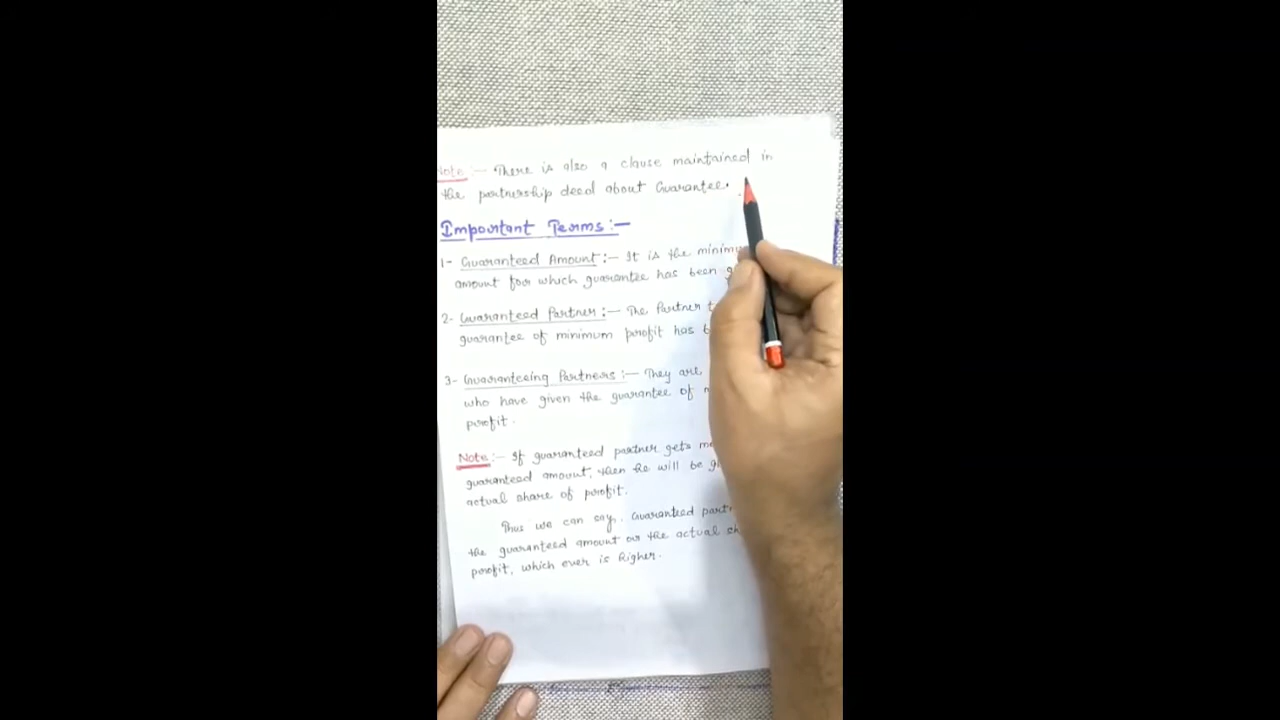 Note :- There is also a clause maintained in
the partnership deed about Guarantee.
Important Terms :-
1- Guaranteed Amount :- It is the
amount for which guarantee has been
2- Guaranteed Partner :- The Partner
guarantee of minimum profit has
3- Guaranteeing Partners :- They are
who have given the guarantee of
profit.
Note :- If guaranteed partner gets
guaranteed amount, then he will be
actual share of profit.
Thus we can say, Guaranteed
the guaranteed amount or the actual
profit, which ever is higher.